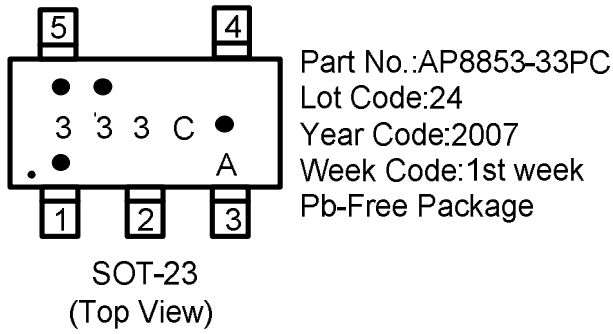 5 4
3 3 3 C
A
1 2 3
SOT-23
(Top View)
Part No.:AP8853-33PC
Lot Code:24
Year Code:2007
Week Code:1st week
Pb-Free Package